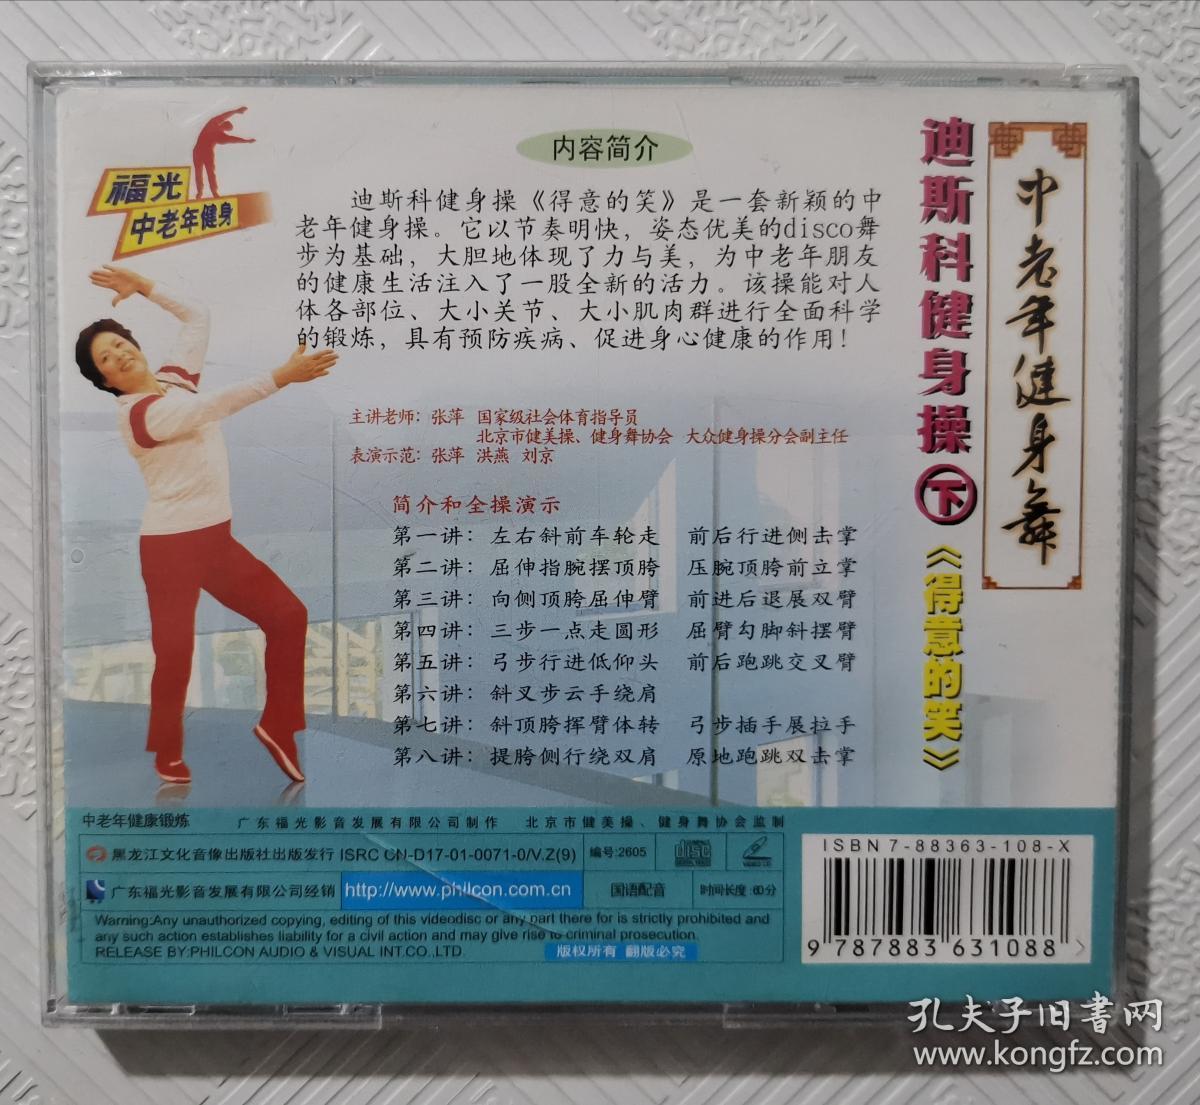 福光
中老年健身
内容简介
迪斯科健身操《得意的笑》是一套新颖的中
老年健身操。它以节奏明快，姿态优美的disco舞
步为基础，大胆地体现了力与美，为中老年朋友
的健康生活注入了一股全新的活力。该操能对人
体各部位、大小关节、大小肌肉群进行全面科学
的锻炼，具有预防疾病、促进身心健康的作用！
主讲老师：张萍 国家级社会体育指导员
北京市健美操、健身舞协会 大众健身操分会副主任
表演示范：张萍 洪燕 刘京
简介和全操演示
第一讲：左右斜前车轮走 前后行进侧击掌
第二讲：屈伸指腕摆顶胯 压腕顶胯前立掌
第三讲：向侧顶胯屈伸臂 前进后退展双臂
第四讲：三步一点走圆形 屈臂勾脚斜摆臂
第五讲：弓步行进低仰头 前后跑跳交叉臂
第六讲：斜叉步云手绕肩
第七讲：斜顶胯挥臂体转 弓步插手展拉手
第八讲：提胯侧行绕双肩 原地跑跳双击掌
中老年健身舞
迪斯科健身操下
《得意的笑》
中老年健康锻炼 广东福光影音发展有限公司制作 北京市健美操、健身舞协会监制
黑龙江文化音像出版社出版发行 ISRC CN-D17-01-0071-0/V.Z(9) 编号:2605
广东福光影音发展有限公司经销 http://www.philcon.com.cn 国语配音 时间长度:60分
Warning:Any unauthorized copying, editing of this videodisc or any part there for is strictly prohibited and
any such action establishes liability for a civil action and may give rise to criminal prosecution.
RELEASE BY:PHILCON AUDIO & VISUAL INT.CO.,LTD. 版权所有 翻版必究
ISBN 7-88363-108-X
9 787883 631088
孔夫子旧书网
www.kongfz.com